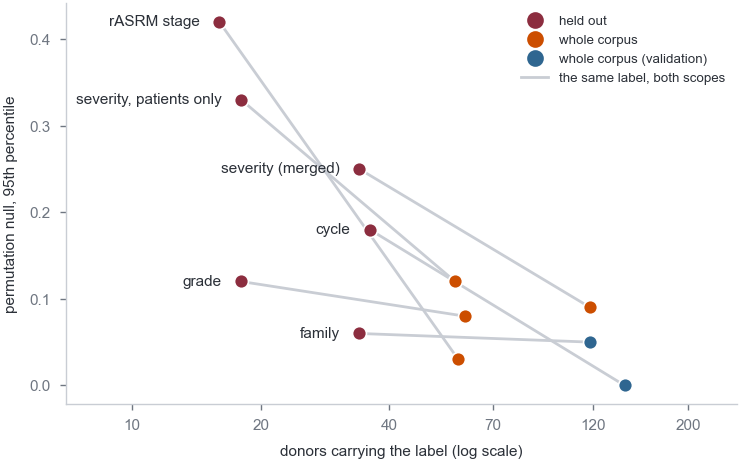 held out
whole corpus
whole corpus (validation)
the same label, both scopes
rASRM stage
severity, patients only
severity (merged)
cycle
grade
family
permutation null, 95th percentile
0.4
0.3
0.2
0.1
0.0
10
20
40
70
120
200
donors carrying the label (log scale)